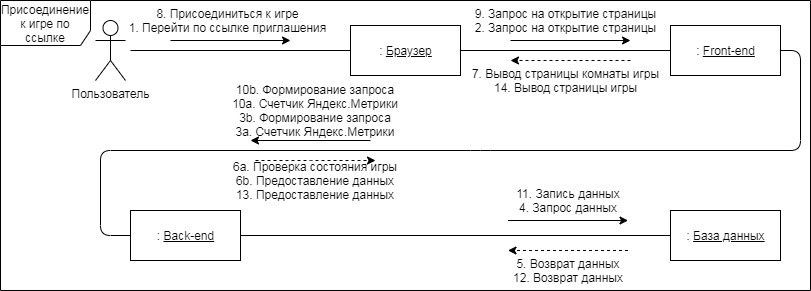 Присоединение
к игре по
ссылке
8. Присоединиться к игре
1. Перейти по ссылке приглашения
9. Запрос на открытие страницы
2. Запрос на открытие страницы
: Браузер
: Front-end
Пользователь
7. Вывод страницы комнаты игры
14. Вывод страницы игры
10b. Формирование запроса
10a. Счетчик Яндекс.Метрики
3b. Формирование запроса
3a. Счетчик Яндекс.Метрики
6a. Проверка состояния игры
6b. Предоставление данных
13. Предоставление данных
11. Запись данных
4. Запрос данных
: Back-end
: База данных
5. Возврат данных
12. Возврат данных